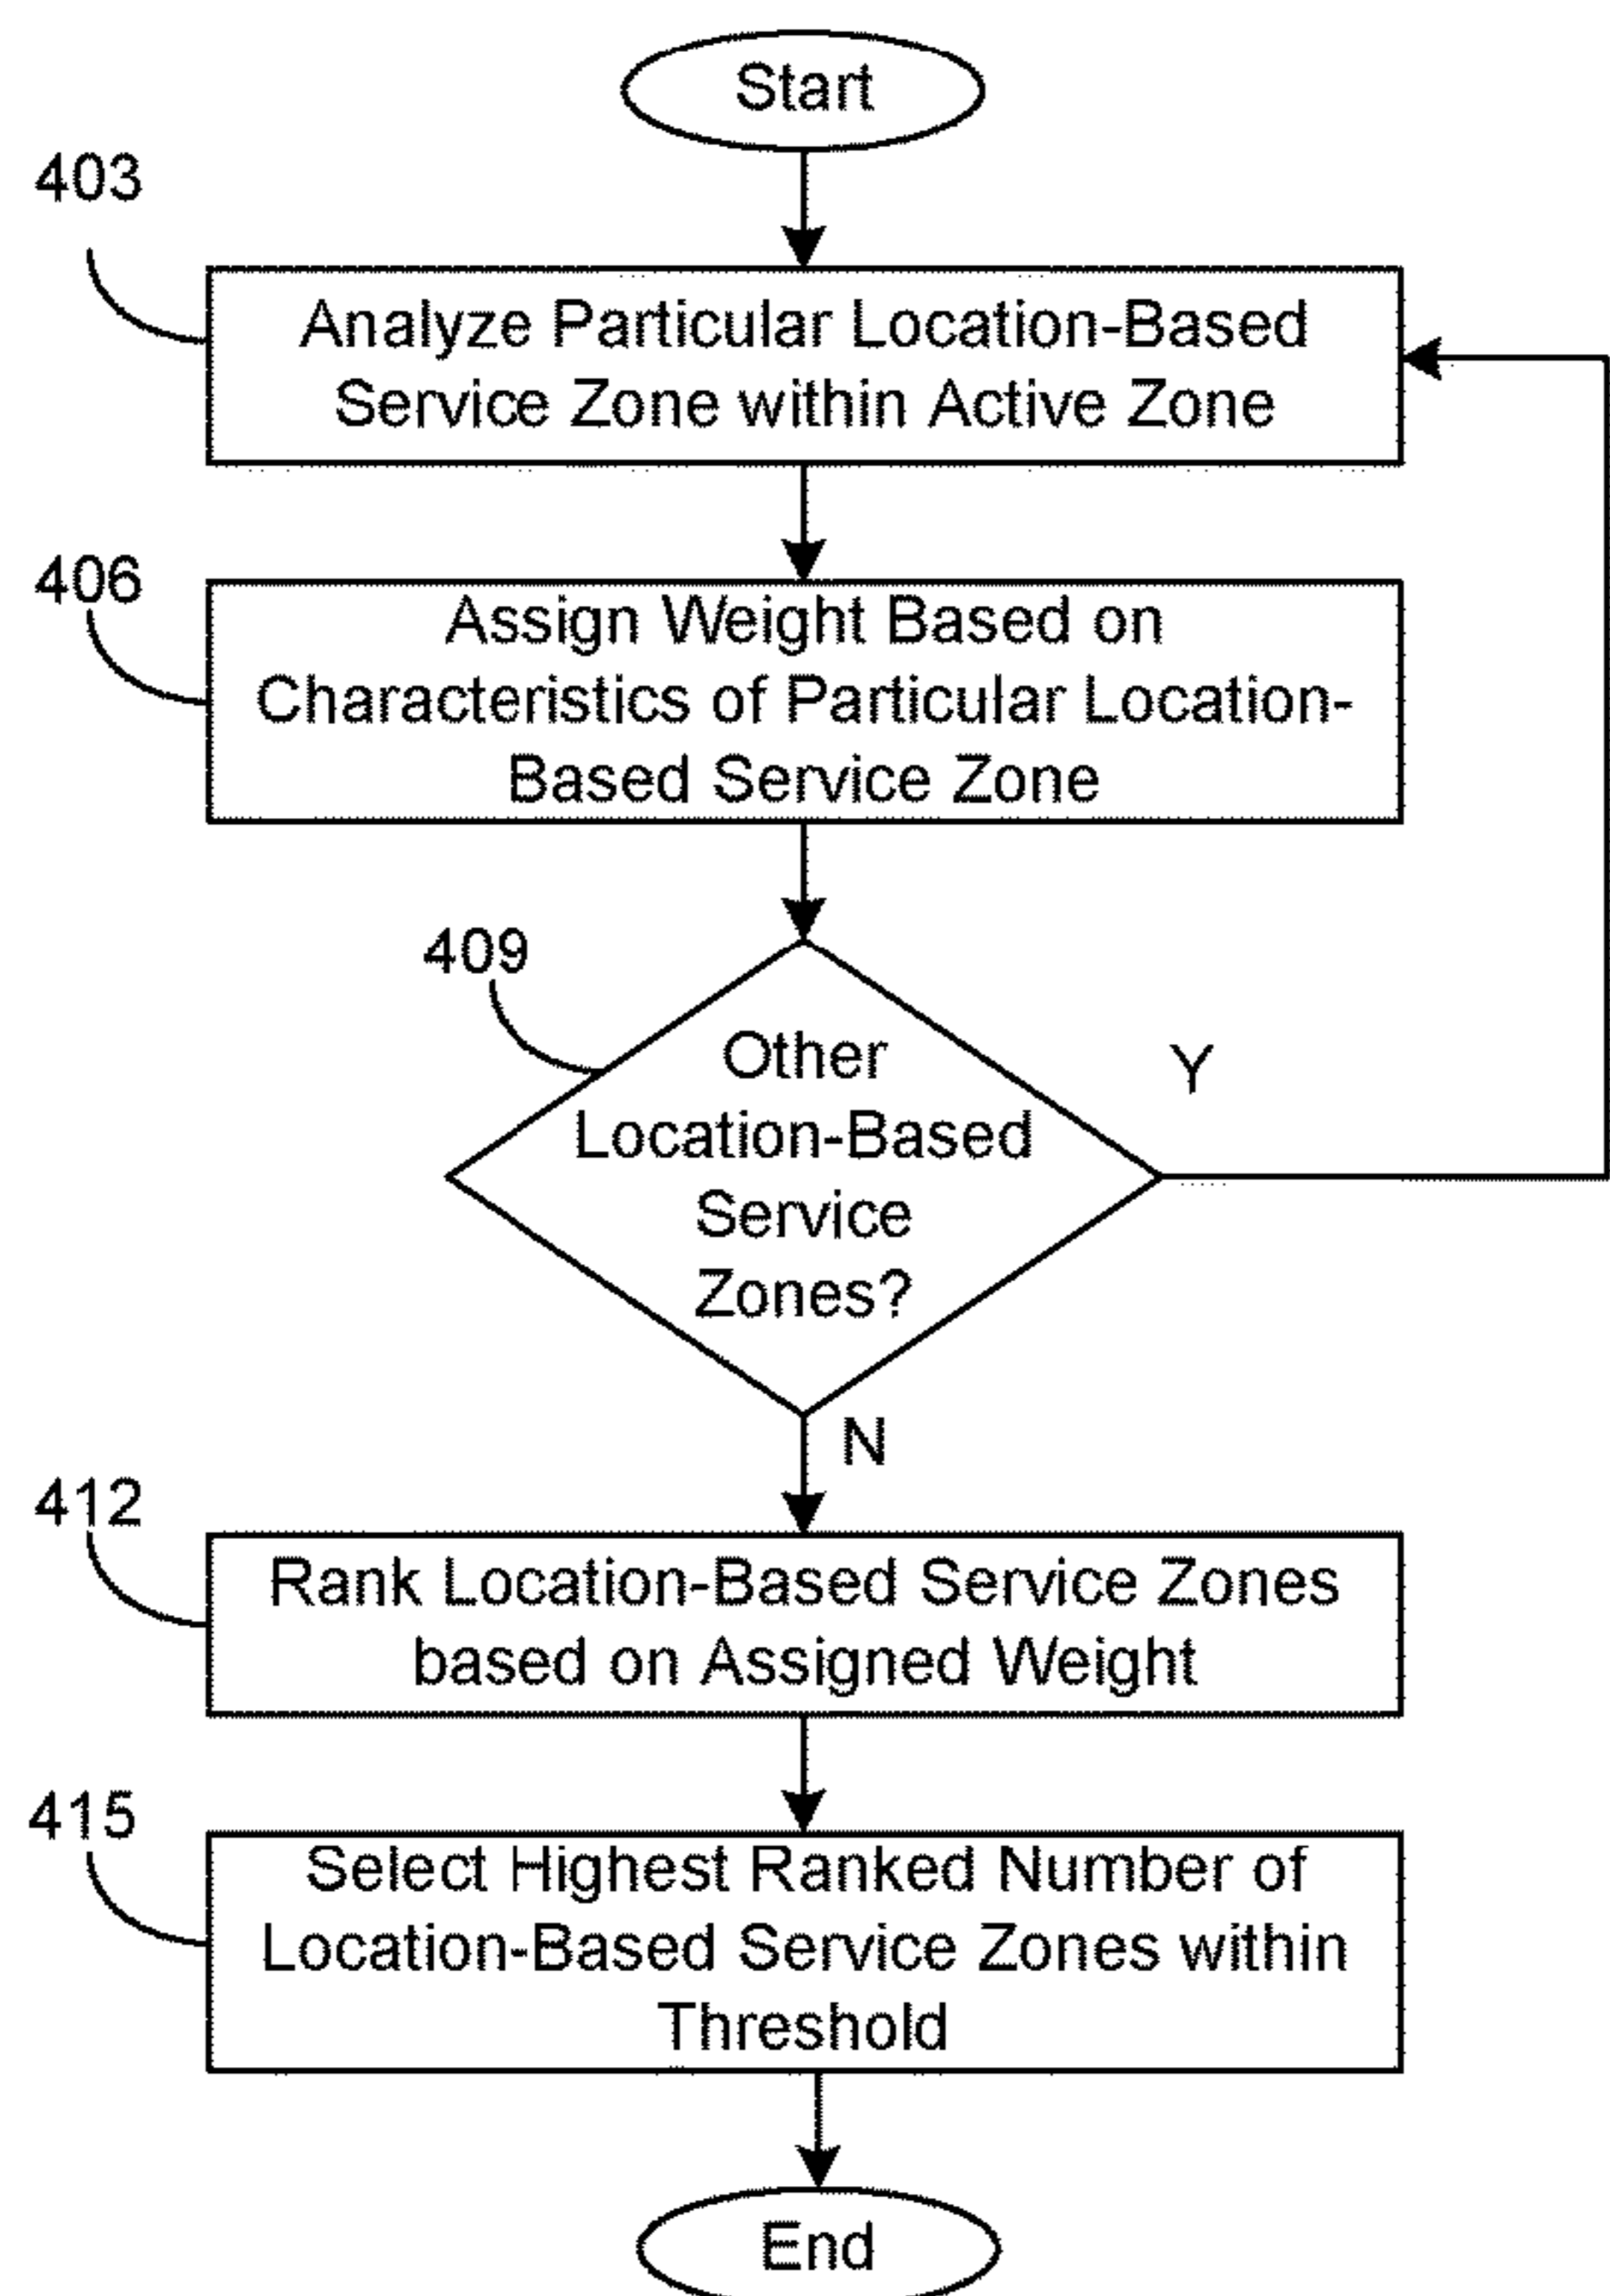 Start
403
Analyze Particular Location-Based
Service Zone within Active Zone
406
Assign Weight Based on
Characteristics of Particular Location-
Based Service Zone
409
Other
Location-Based
Service
Zones?
Y
N
412
Rank Location-Based Service Zones
based on Assigned Weight
415
Select Highest Ranked Number of
Location-Based Service Zones within
Threshold
End